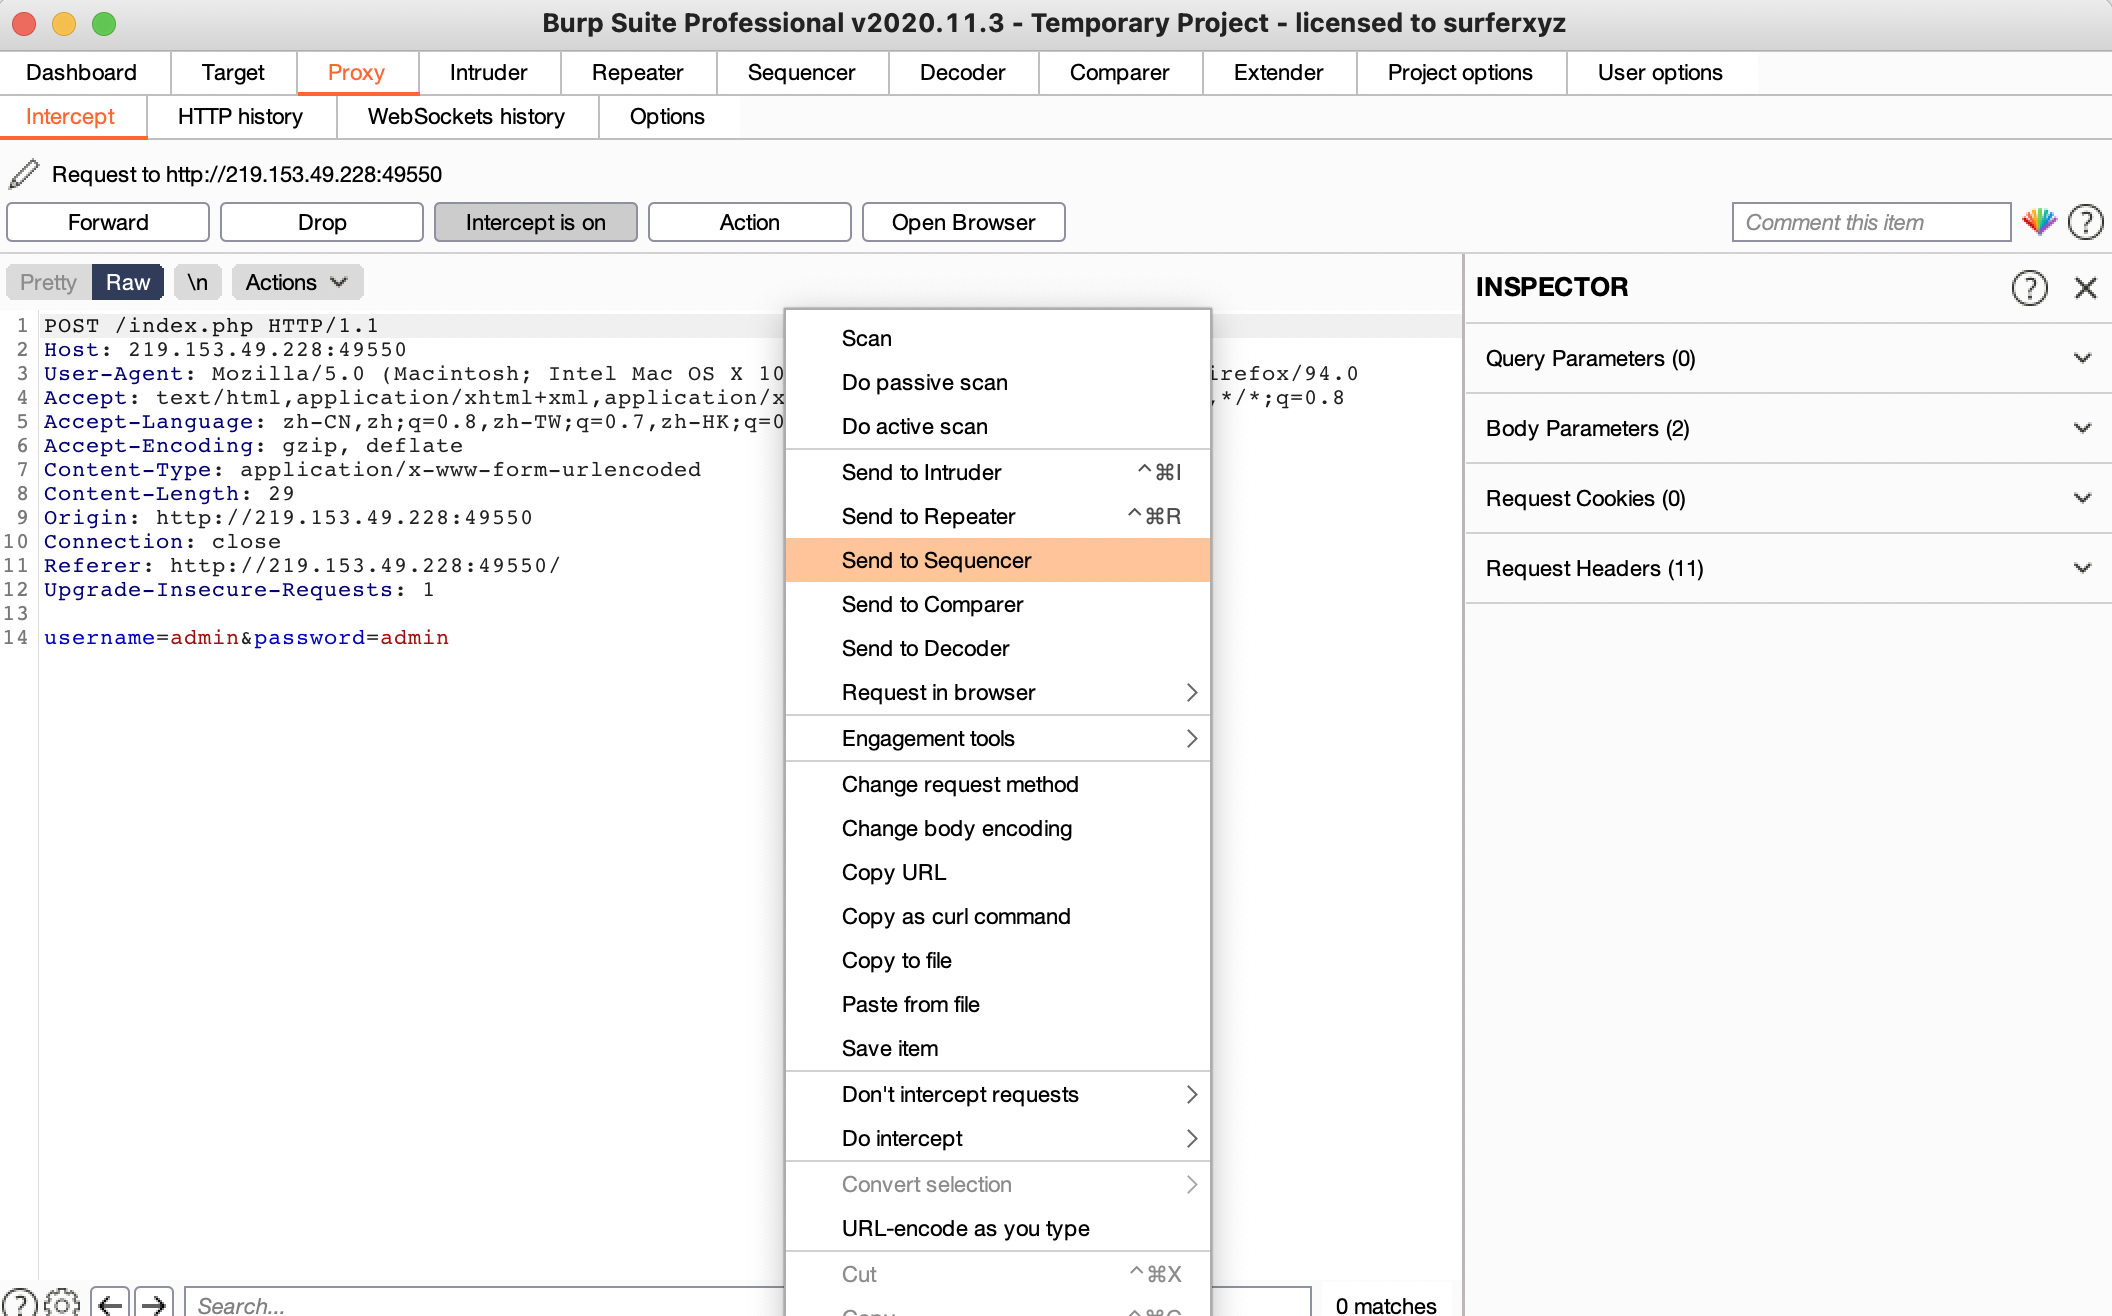 Burp Suite Professional v2020.11.3 - Temporary Project - licensed to surferxyz
Dashboard Target Proxy Intruder Repeater Sequencer Decoder Comparer Extender Project options User options
Intercept HTTP history WebSockets history Options
Request to http://219.153.49.228:49550
Forward Drop Intercept is on Action Open Browser Comment this item ?
Pretty Raw \n Actions
1 POST /index.php HTTP/1.1
2 Host: 219.153.49.228:49550
3 User-Agent: Mozilla/5.0 (Macintosh; Intel Mac OS X 10 irefox/94.0
4 Accept: text/html,application/xhtml+xml,application/x ,*/*;q=0.8
5 Accept-Language: zh-CN,zh;q=0.8,zh-TW;q=0.7,zh-HK;q=0
6 Accept-Encoding: gzip, deflate
7 Content-Type: application/x-www-form-urlencoded
8 Content-Length: 29
9 Origin: http://219.153.49.228:49550
10 Connection: close
11 Referer: http://219.153.49.228:49550/
12 Upgrade-Insecure-Requests: 1
13
14 username=admin&password=admin
Scan
Do passive scan
Do active scan
Send to Intruder ^⌘I
Send to Repeater ^⌘R
Send to Sequencer
Send to Comparer
Send to Decoder
Request in browser
Engagement tools
Change request method
Change body encoding
Copy URL
Copy as curl command
Copy to file
Paste from file
Save item
Don't intercept requests
Do intercept
Convert selection
URL-encode as you type
Cut ^⌘X
INSPECTOR ?
Query Parameters (0)
Body Parameters (2)
Request Cookies (0)
Request Headers (11)
? Search... 0 matches